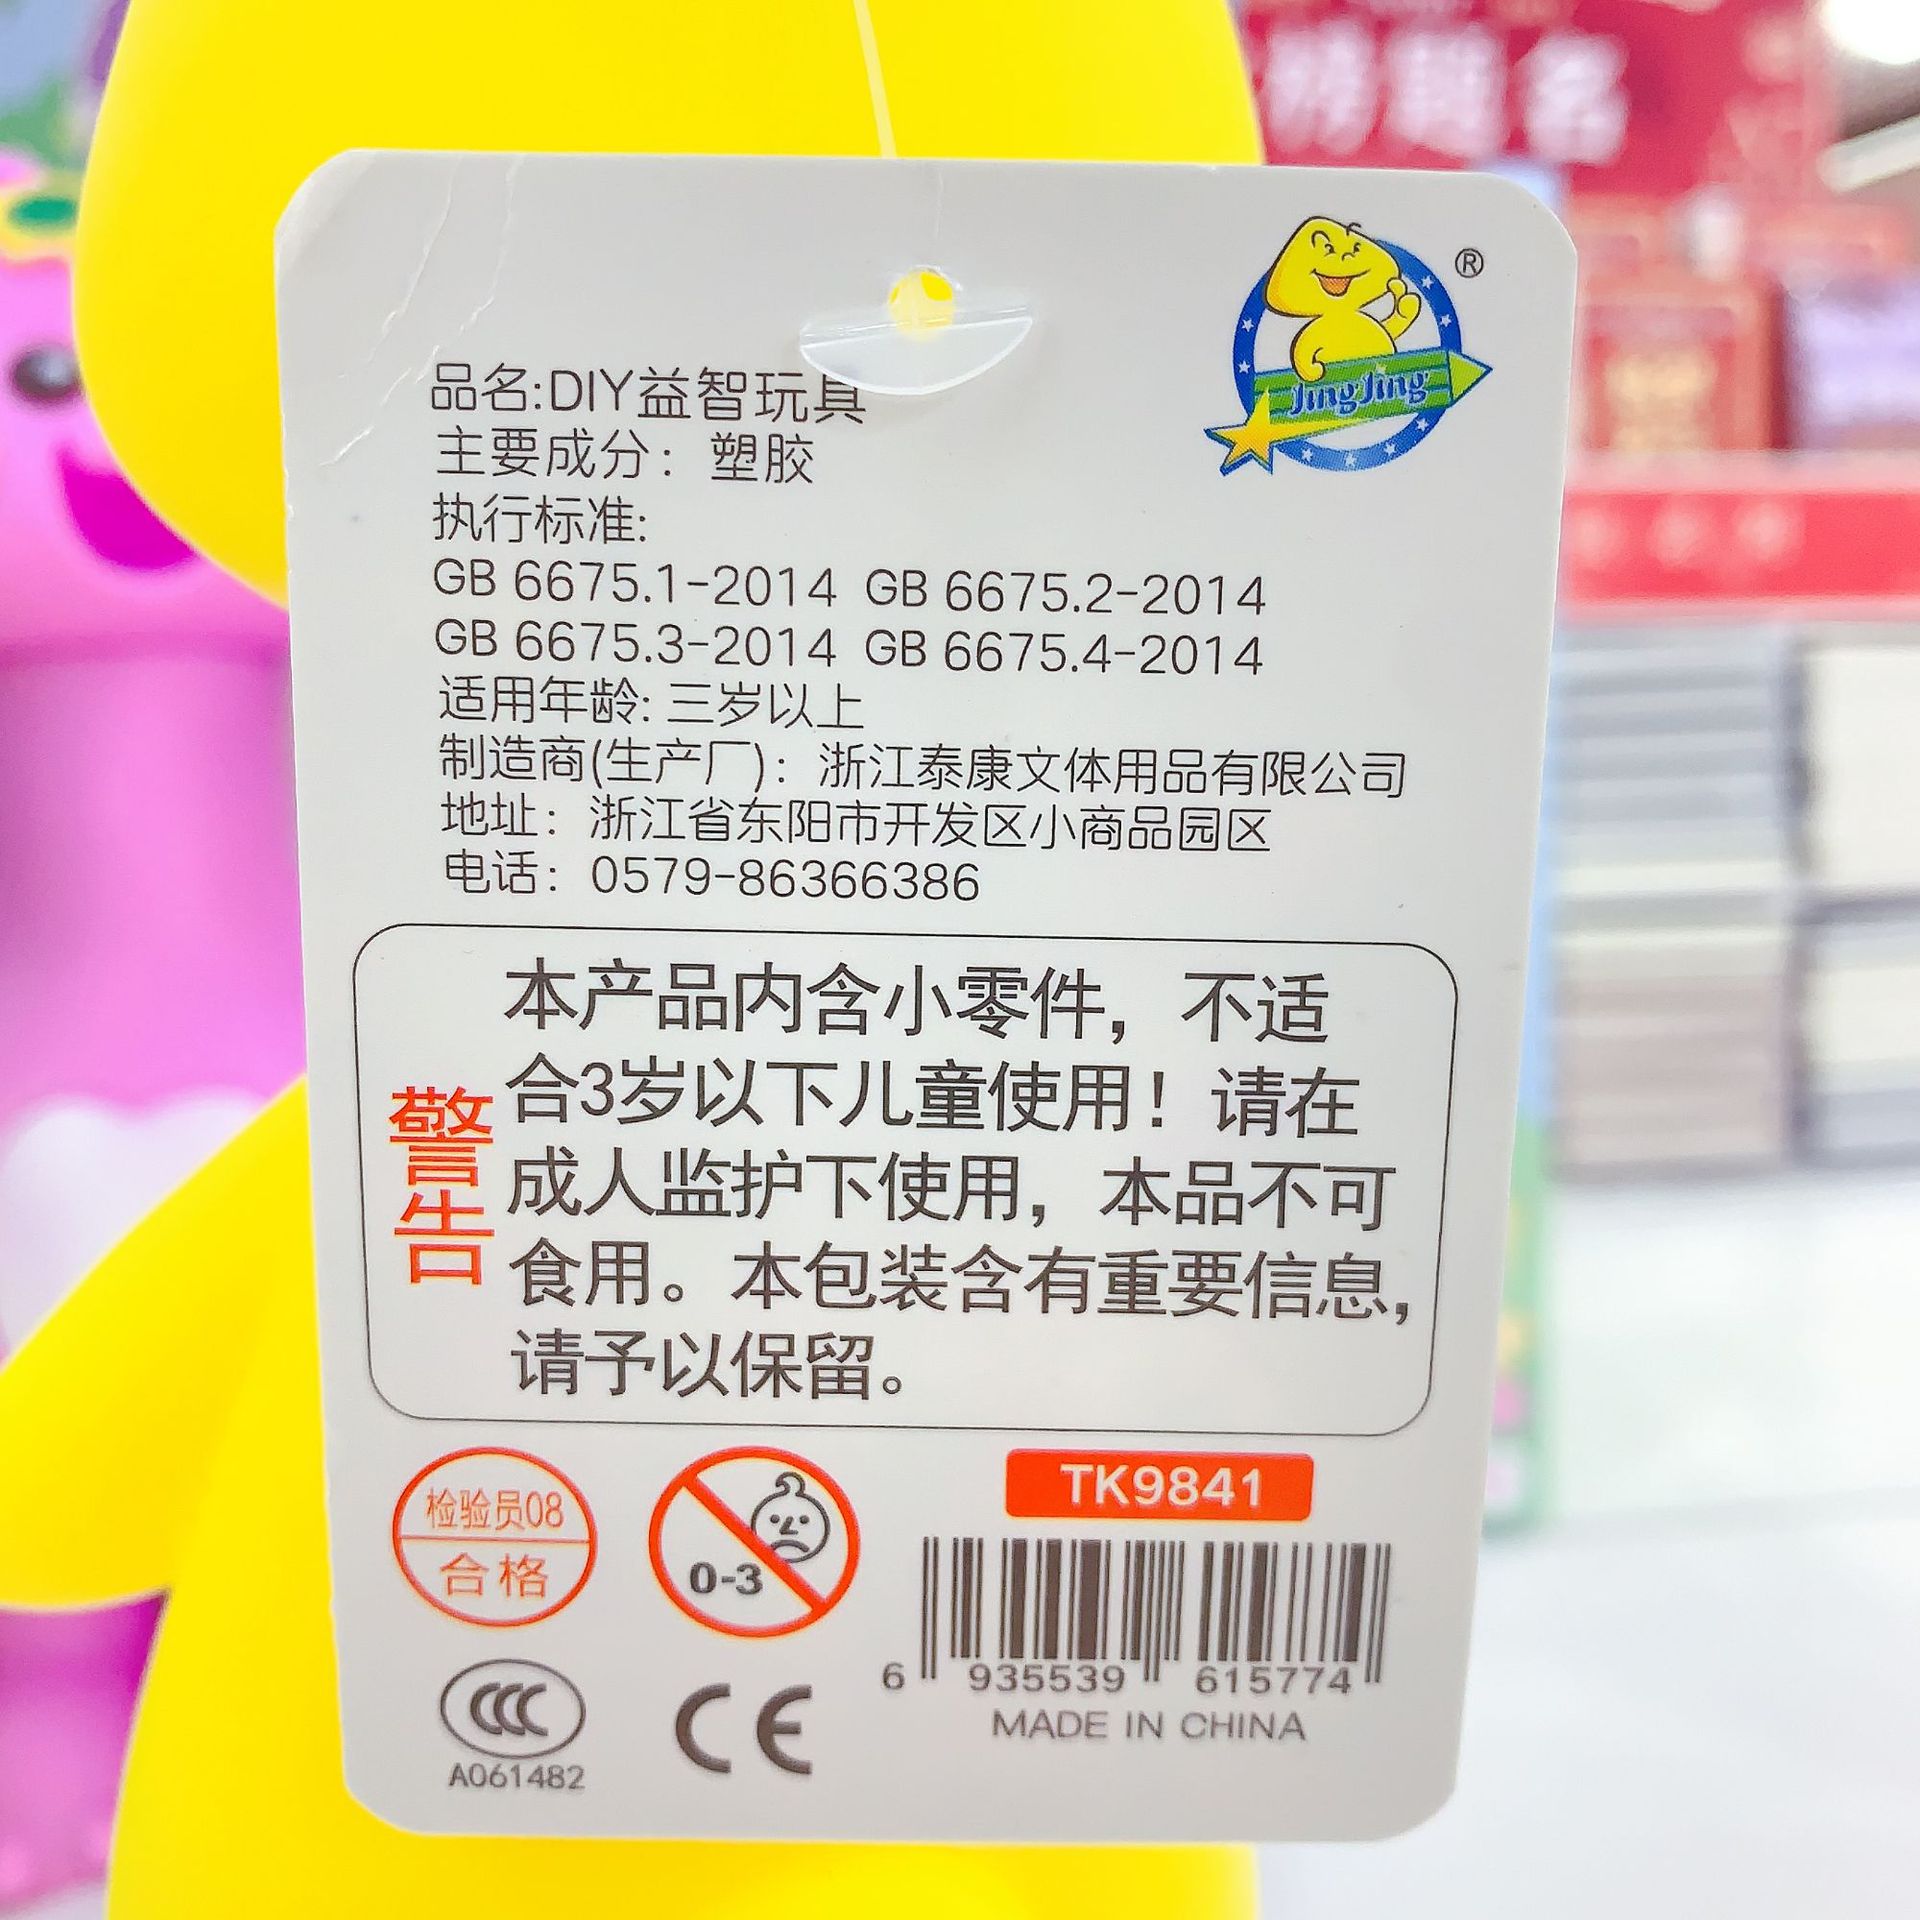 JingJing
®
品名:DIY益智玩具
主要成分：塑胶
执行标准:
GB 6675.1-2014 GB 6675.2-2014
GB 6675.3-2014 GB 6675.4-2014
适用年龄: 三岁以上
制造商(生产厂)：浙江泰康文体用品有限公司
地址：浙江省东阳市开发区小商品园区
电话：0579-86366386
警告
本产品内含小零件，不适
合3岁以下儿童使用！请在
成人监护下使用，本品不可
食用。本包装含有重要信息，
请予以保留。
检验员08
合格
0-3
TK9841
6 935539 615774
MADE IN CHINA
CCC
A061482
CE